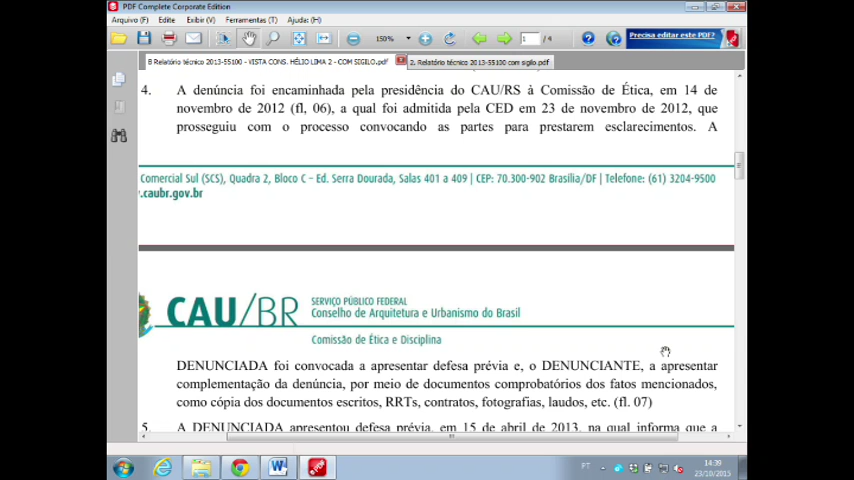 PDF Complete Corporate Edition
Arquivo (F) Edite Exibir (V) Ferramentas (T) Ajuda: (H)
150% 1 / 4 Precisa editar este PDF?
8 Relatório técnico 2013-55100 - VISTA CONS. HÉLIO LIMA 2 - COM SIGILO.pdf 2. Relatório técnico 2013-55100 com sigilo.pdf
4. A denúncia foi encaminhada pela presidência do CAU/RS à Comissão de Ética, em 14 de
novembro de 2012 (fl, 06), a qual foi admitida pela CED em 23 de novembro de 2012, que
prosseguiu com o processo convocando as partes para prestarem esclarecimentos. A
Comercial Sul (SCS), Quadra 2, Bloco C – Ed. Serra Dourada, Salas 401 a 409 | CEP: 70.300-902 Brasília/DF | Telefone: (61) 3204-9500
.caubr.gov.br
CAU/BR
SERVIÇO PÚBLICO FEDERAL
Conselho de Arquitetura e Urbanismo do Brasil
Comissão de Ética e Disciplina
DENUNCIADA foi convocada a apresentar defesa prévia e, o DENUNCIANTE, a apresentar
complementação da denúncia, por meio de documentos comprobatórios dos fatos mencionados,
como cópia dos documentos escritos, RRTs, contratos, fotografias, laudos, etc. (fl. 07)
5. A DENUNCIADA apresentou defesa prévia, em 15 de abril de 2013, na qual informa que a
PT
14:39
23/10/2015